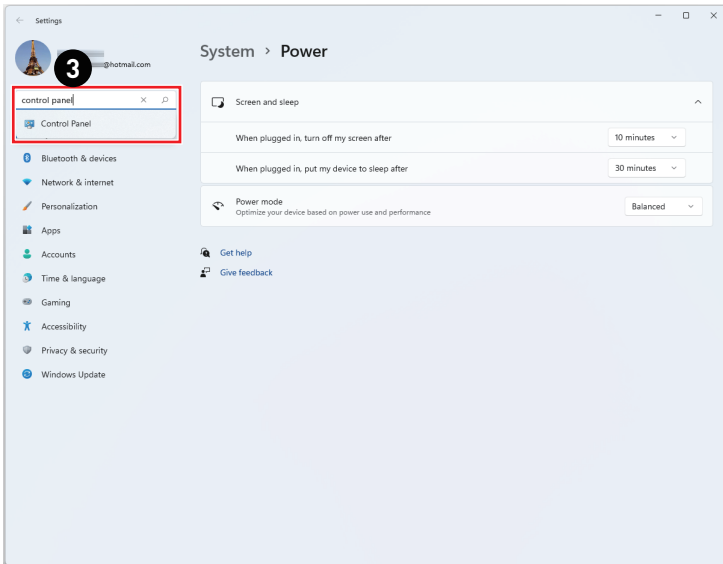 Settings
System > Power
3
@hotmail.com
control panel
Control Panel
Bluetooth & devices
Network & internet
Personalization
Apps
Accounts
Time & language
Gaming
Accessibility
Privacy & security
Windows Update
Screen and sleep
When plugged in, turn off my screen after 10 minutes
When plugged in, put my device to sleep after 30 minutes
Power mode
Optimize your device based on power use and performance
Balanced
Get help
Give feedback